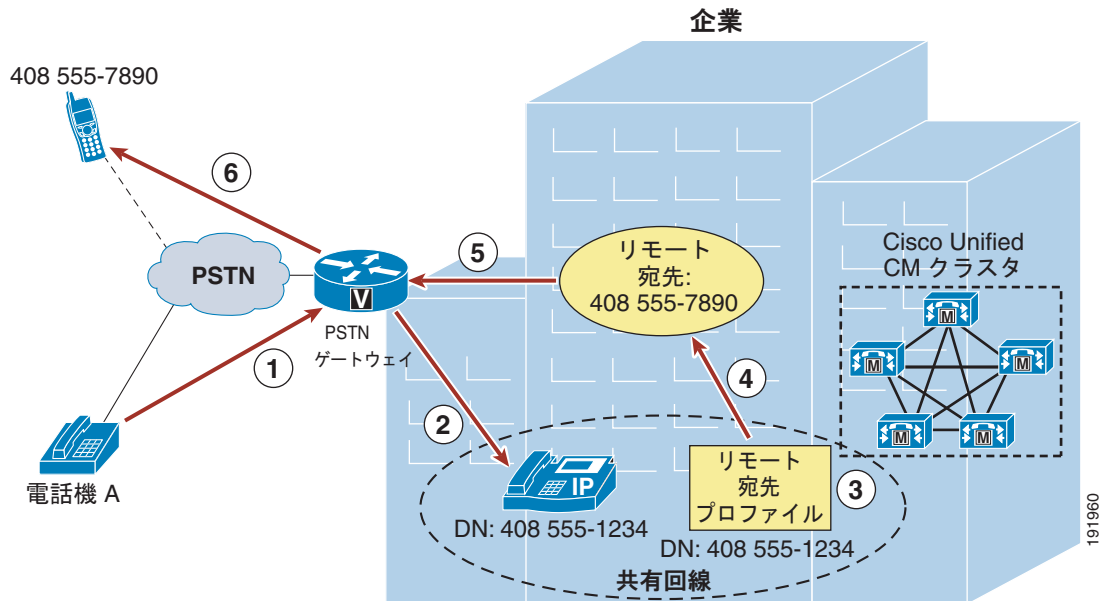 企業
408 555-7890
6
PSTN
5
リモート
宛先:
408 555-7890
Cisco Unified
CM クラスタ
M
M
M
M
M
V
PSTN
ゲートウェイ
1
2
4
電話機 A
IP
DN: 408 555-1234
リモート
宛先
プロファイル
3
DN: 408 555-1234
共有回線
191960